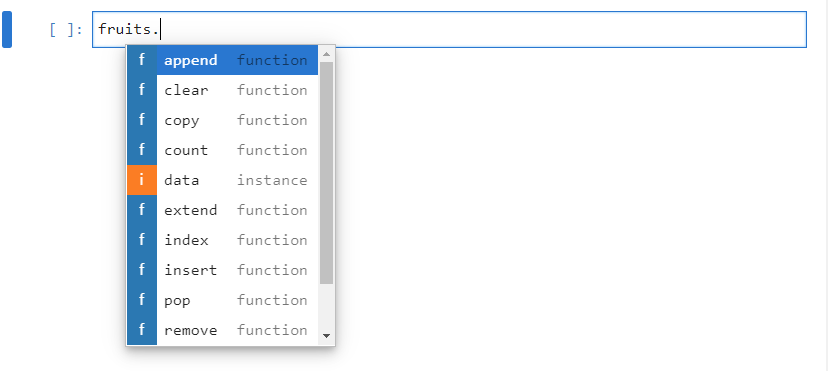 [ ]: fruits.
f append function
f clear function
f copy function
f count function
i data instance
f extend function
f index function
f insert function
f pop function
f remove function